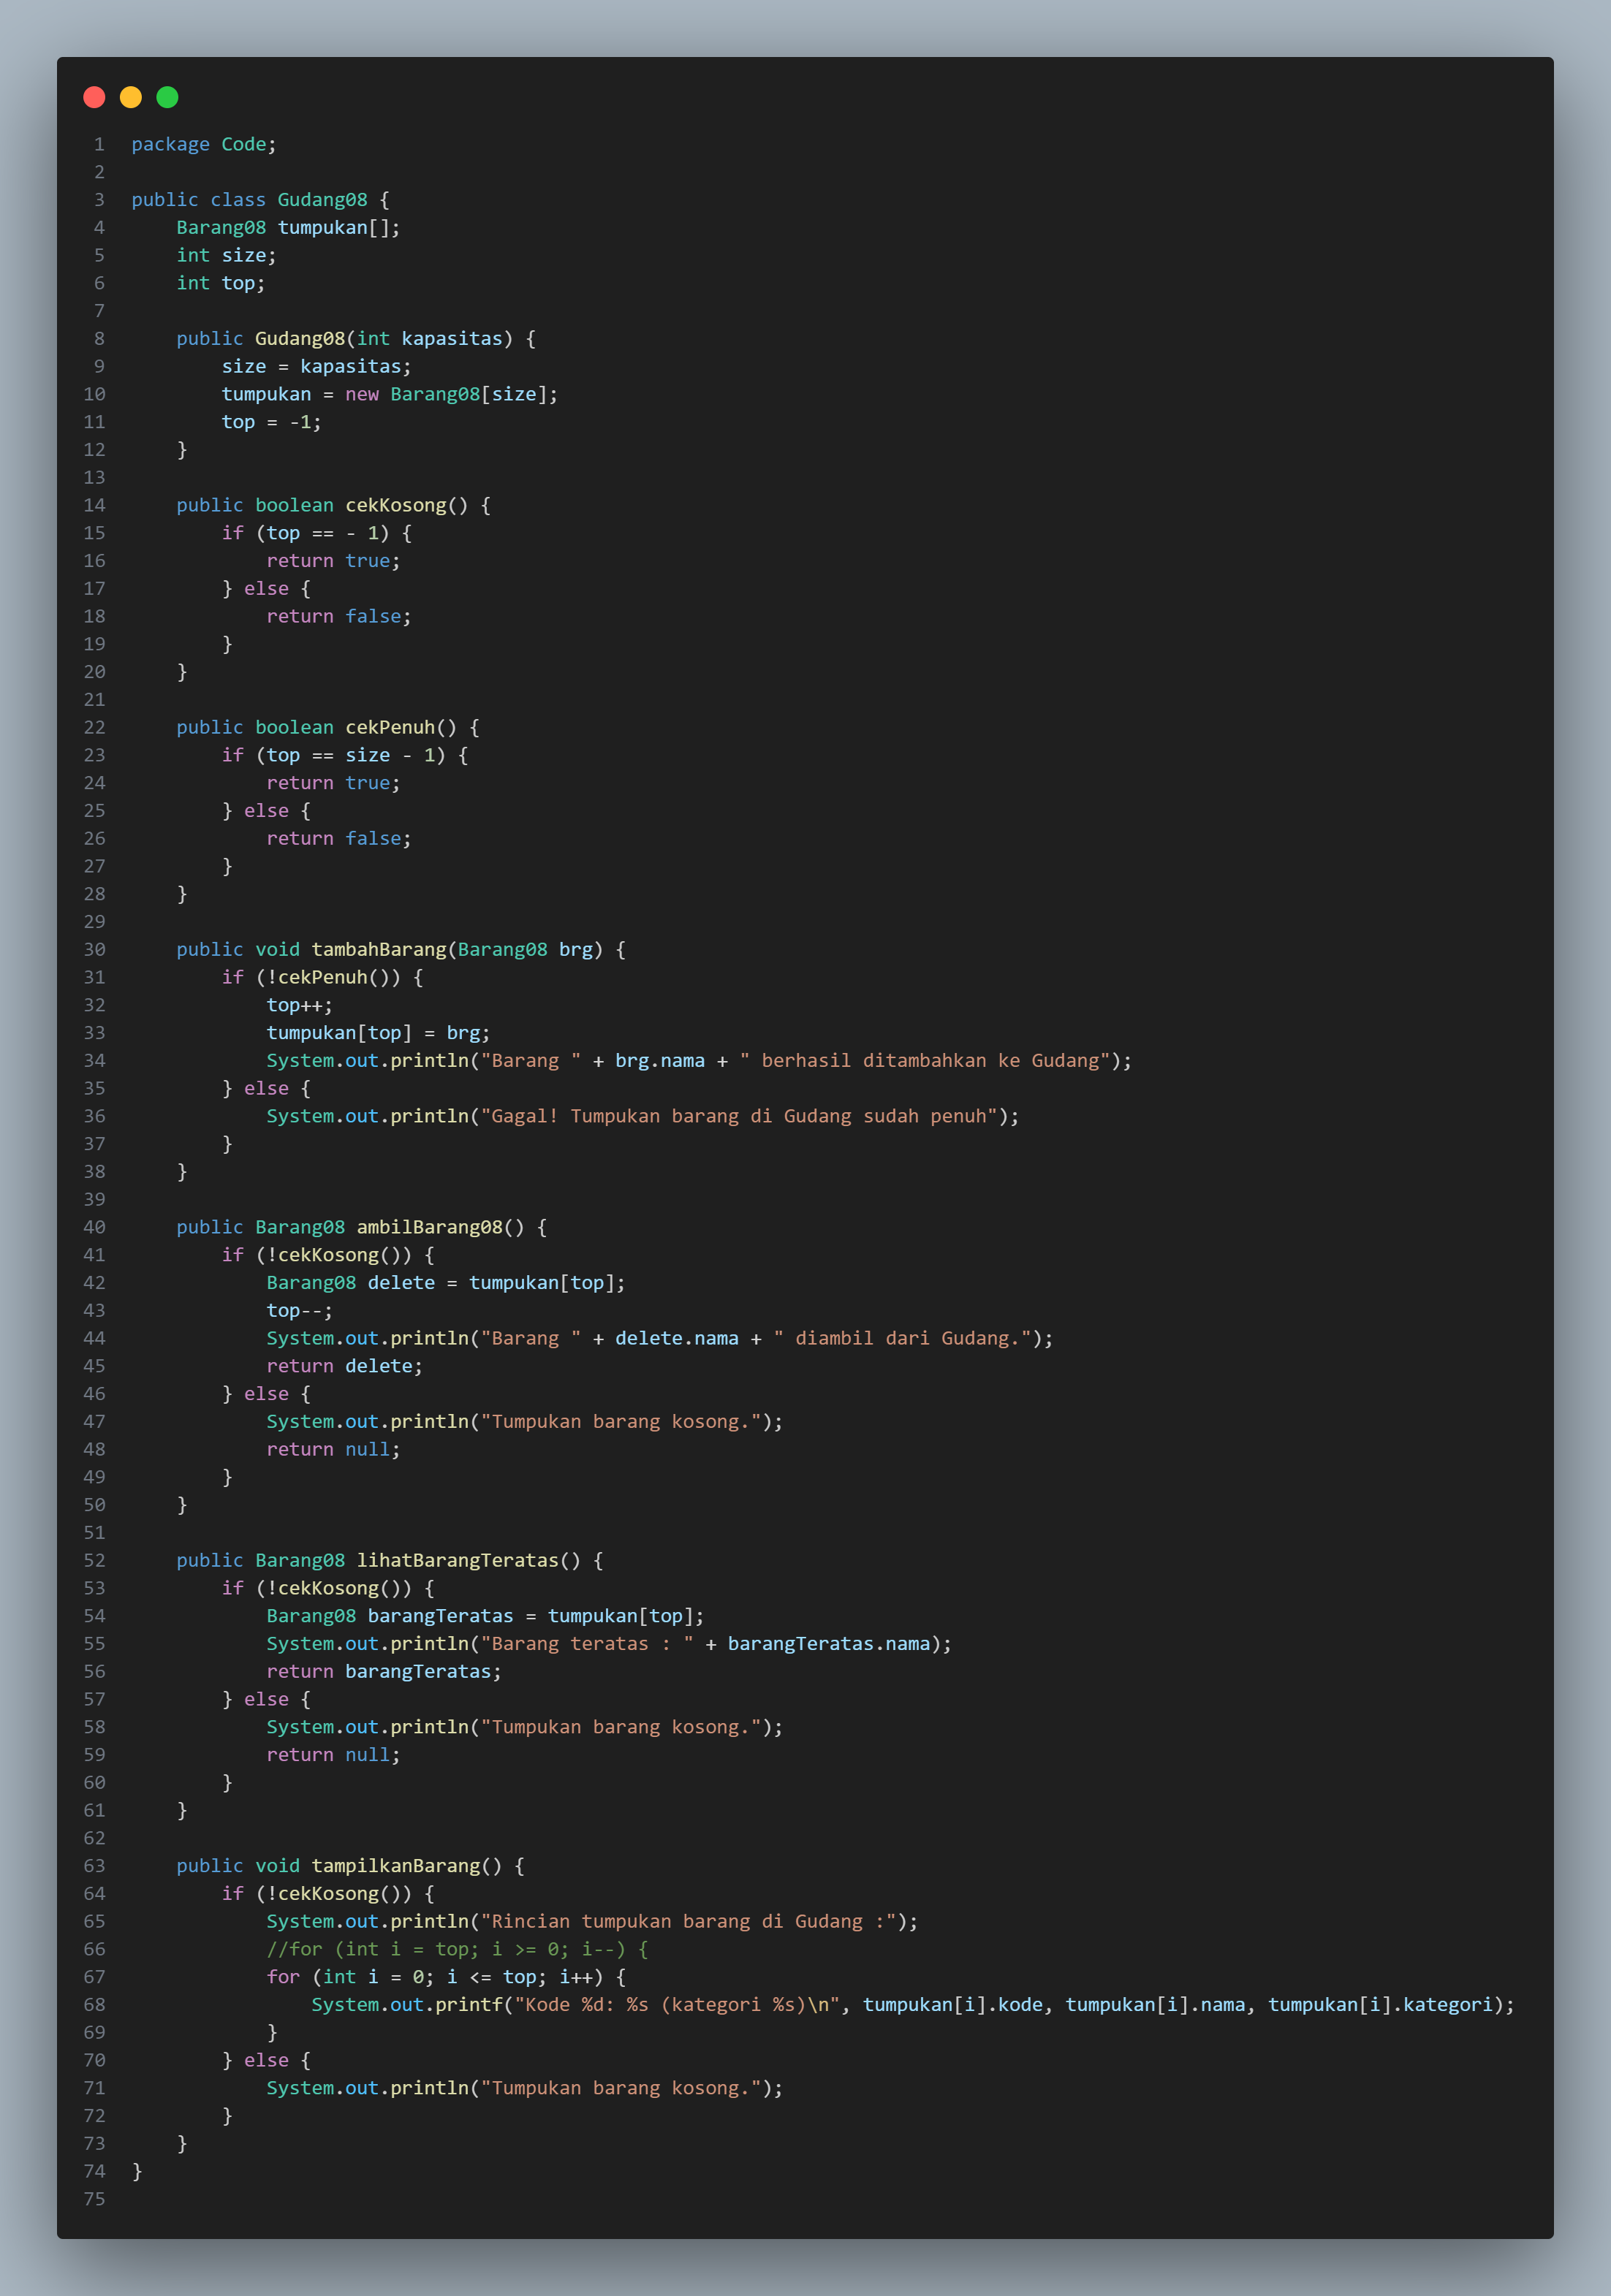 1 package Code;
2
3 public class Gudang08 {
4     Barang08 tumpukan[];
5     int size;
6     int top;
7
8     public Gudang08(int kapasitas) {
9         size = kapasitas;
10         tumpukan = new Barang08[size];
11         top = -1;
12     }
13
14     public boolean cekKosong() {
15         if (top == - 1) {
16             return true;
17         } else {
18             return false;
19         }
20     }
21
22     public boolean cekPenuh() {
23         if (top == size - 1) {
24             return true;
25         } else {
26             return false;
27         }
28     }
29
30     public void tambahBarang(Barang08 brg) {
31         if (!cekPenuh()) {
32             top++;
33             tumpukan[top] = brg;
34             System.out.println("Barang " + brg.nama + " berhasil ditambahkan ke Gudang");
35         } else {
36             System.out.println("Gagal! Tumpukan barang di Gudang sudah penuh");
37         }
38     }
39
40     public Barang08 ambilBarang08() {
41         if (!cekKosong()) {
42             Barang08 delete = tumpukan[top];
43             top--;
44             System.out.println("Barang " + delete.nama + " diambil dari Gudang.");
45             return delete;
46         } else {
47             System.out.println("Tumpukan barang kosong.");
48             return null;
49         }
50     }
51
52     public Barang08 lihatBarangTeratas() {
53         if (!cekKosong()) {
54             Barang08 barangTeratas = tumpukan[top];
55             System.out.println("Barang teratas : " + barangTeratas.nama);
56             return barangTeratas;
57         } else {
58             System.out.println("Tumpukan barang kosong.");
59             return null;
60         }
61     }
62
63     public void tampilkanBarang() {
64         if (!cekKosong()) {
65             System.out.println("Rincian tumpukan barang di Gudang :");
66             //for (int i = top; i >= 0; i--) {
67             for (int i = 0; i <= top; i++) {
68                 System.out.printf("Kode %d: %s (kategori %s)\n", tumpukan[i].kode, tumpukan[i].nama, tumpukan[i].kategori);
69             }
70         } else {
71             System.out.println("Tumpukan barang kosong.");
72         }
73     }
74 }
75